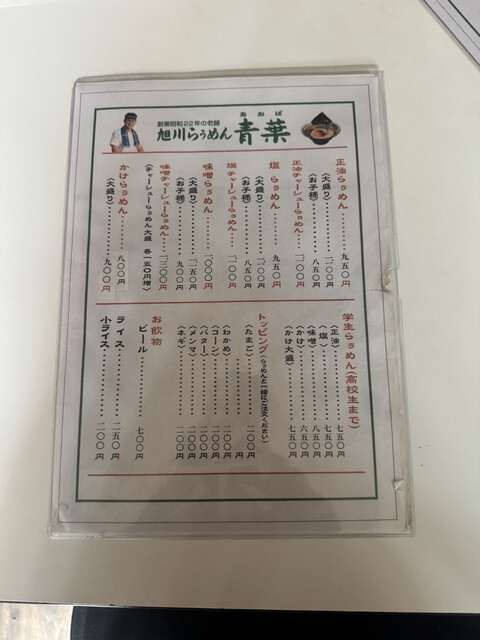 創業昭和22年の老舗
旭川らぅめん
あおば
青葉
正油らぅめん……九五〇円
〈大盛り〉……一、一〇〇円
〈お子様〉……八五〇円
正油チャーシューらぅめん……一、二〇〇円
塩らぅめん……九五〇円
〈大盛り〉……一、一〇〇円
〈お子様〉……八五〇円
塩チャーシューらぅめん……一、二〇〇円
味噌らぅめん……一、〇〇〇円
〈大盛り〉……一、一五〇円
〈お子様〉……九〇〇円
味噌チャーシューらぅめん……一、三〇〇円
〈チャーシューらぅめん大盛 各一五〇円増〉
かけらぅめん……八〇〇円
〈大盛り〉……九〇〇円
学生らぅめん(高校生まで)
〈正油〉……七五〇円
〈塩〉……七五〇円
〈味噌〉……八五〇円
〈かけ〉……六五〇円
〈かけ大盛〉……七五〇円
トッピング(らぅめんと一緒にご注文ください)
〈たまご〉……一〇〇円
〈わかめ〉……二〇〇円
〈コーン〉……二〇〇円
〈バター〉……一〇〇円
〈メンマ〉……二〇〇円
〈ネギ〉……二〇〇円
お飲物
ビール……七〇〇円
ライス……二五〇円
小ライス……二〇〇円